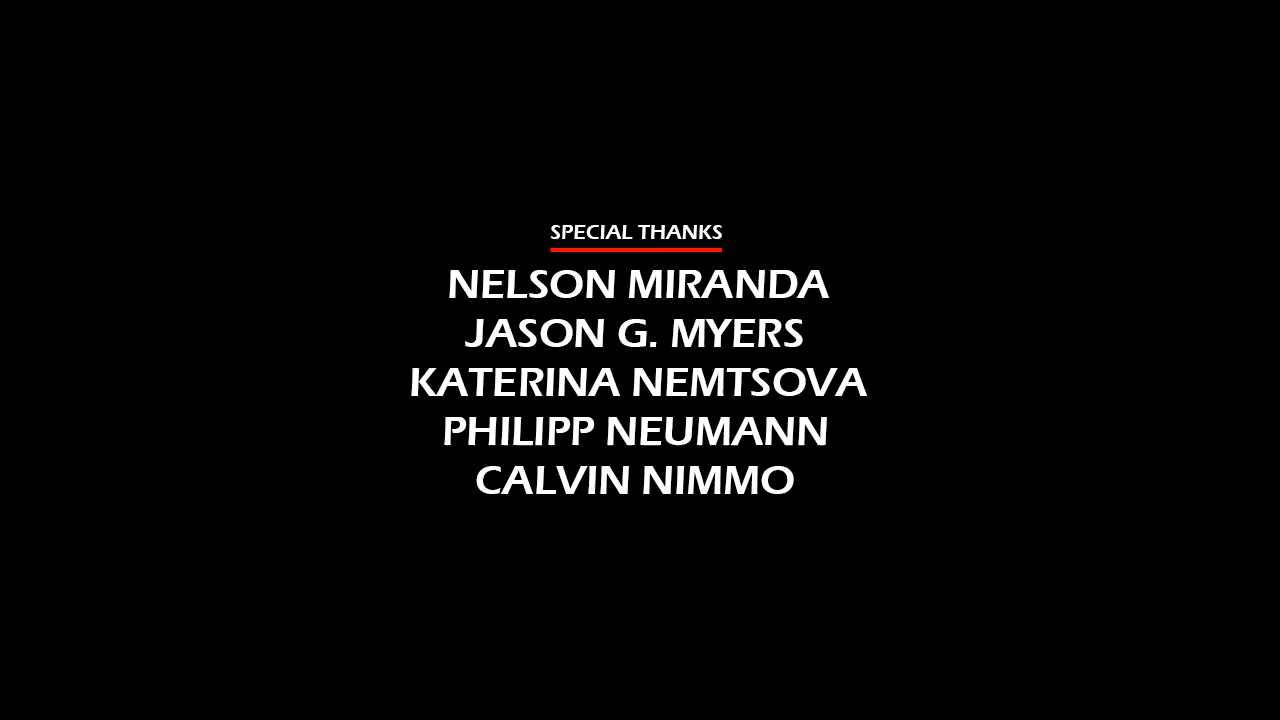 SPECIAL THANKS
NELSON MIRANDA
JASON G. MYERS
KATERINA NEMTSOVA
PHILIPP NEUMANN
CALVIN NIMMO